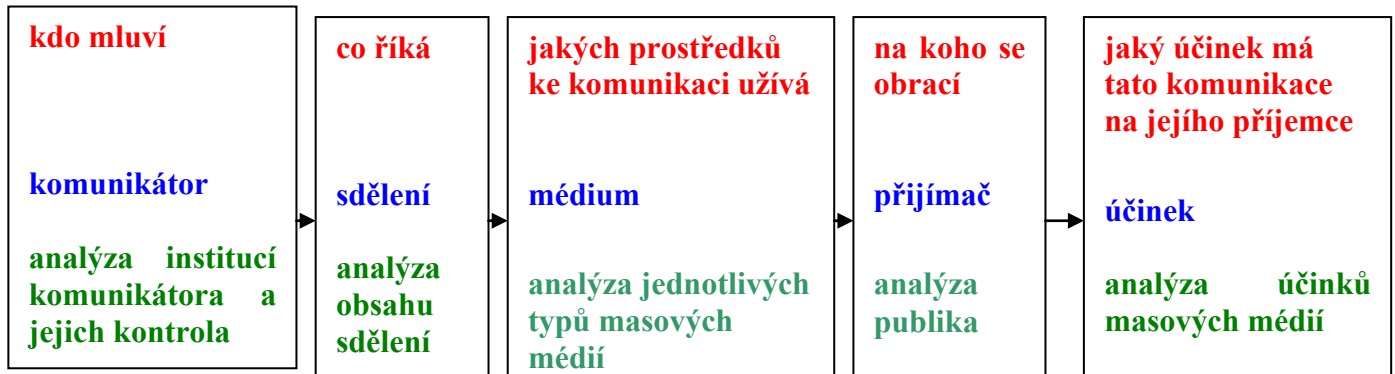 kdo mluví
komunikátor
analýza institucí
komunikátora a
jejich kontrola
co říká
sdělení
analýza
obsahu
sdělení
jakých prostředků
ke komunikaci užívá
médium
analýza jednotlivých
typů masových
médií
na koho se
obrací
přijímač
analýza
publika
jaký účinek má
tato komunikace
na jejího příjemce
účinek
analýza účinků
masových médií